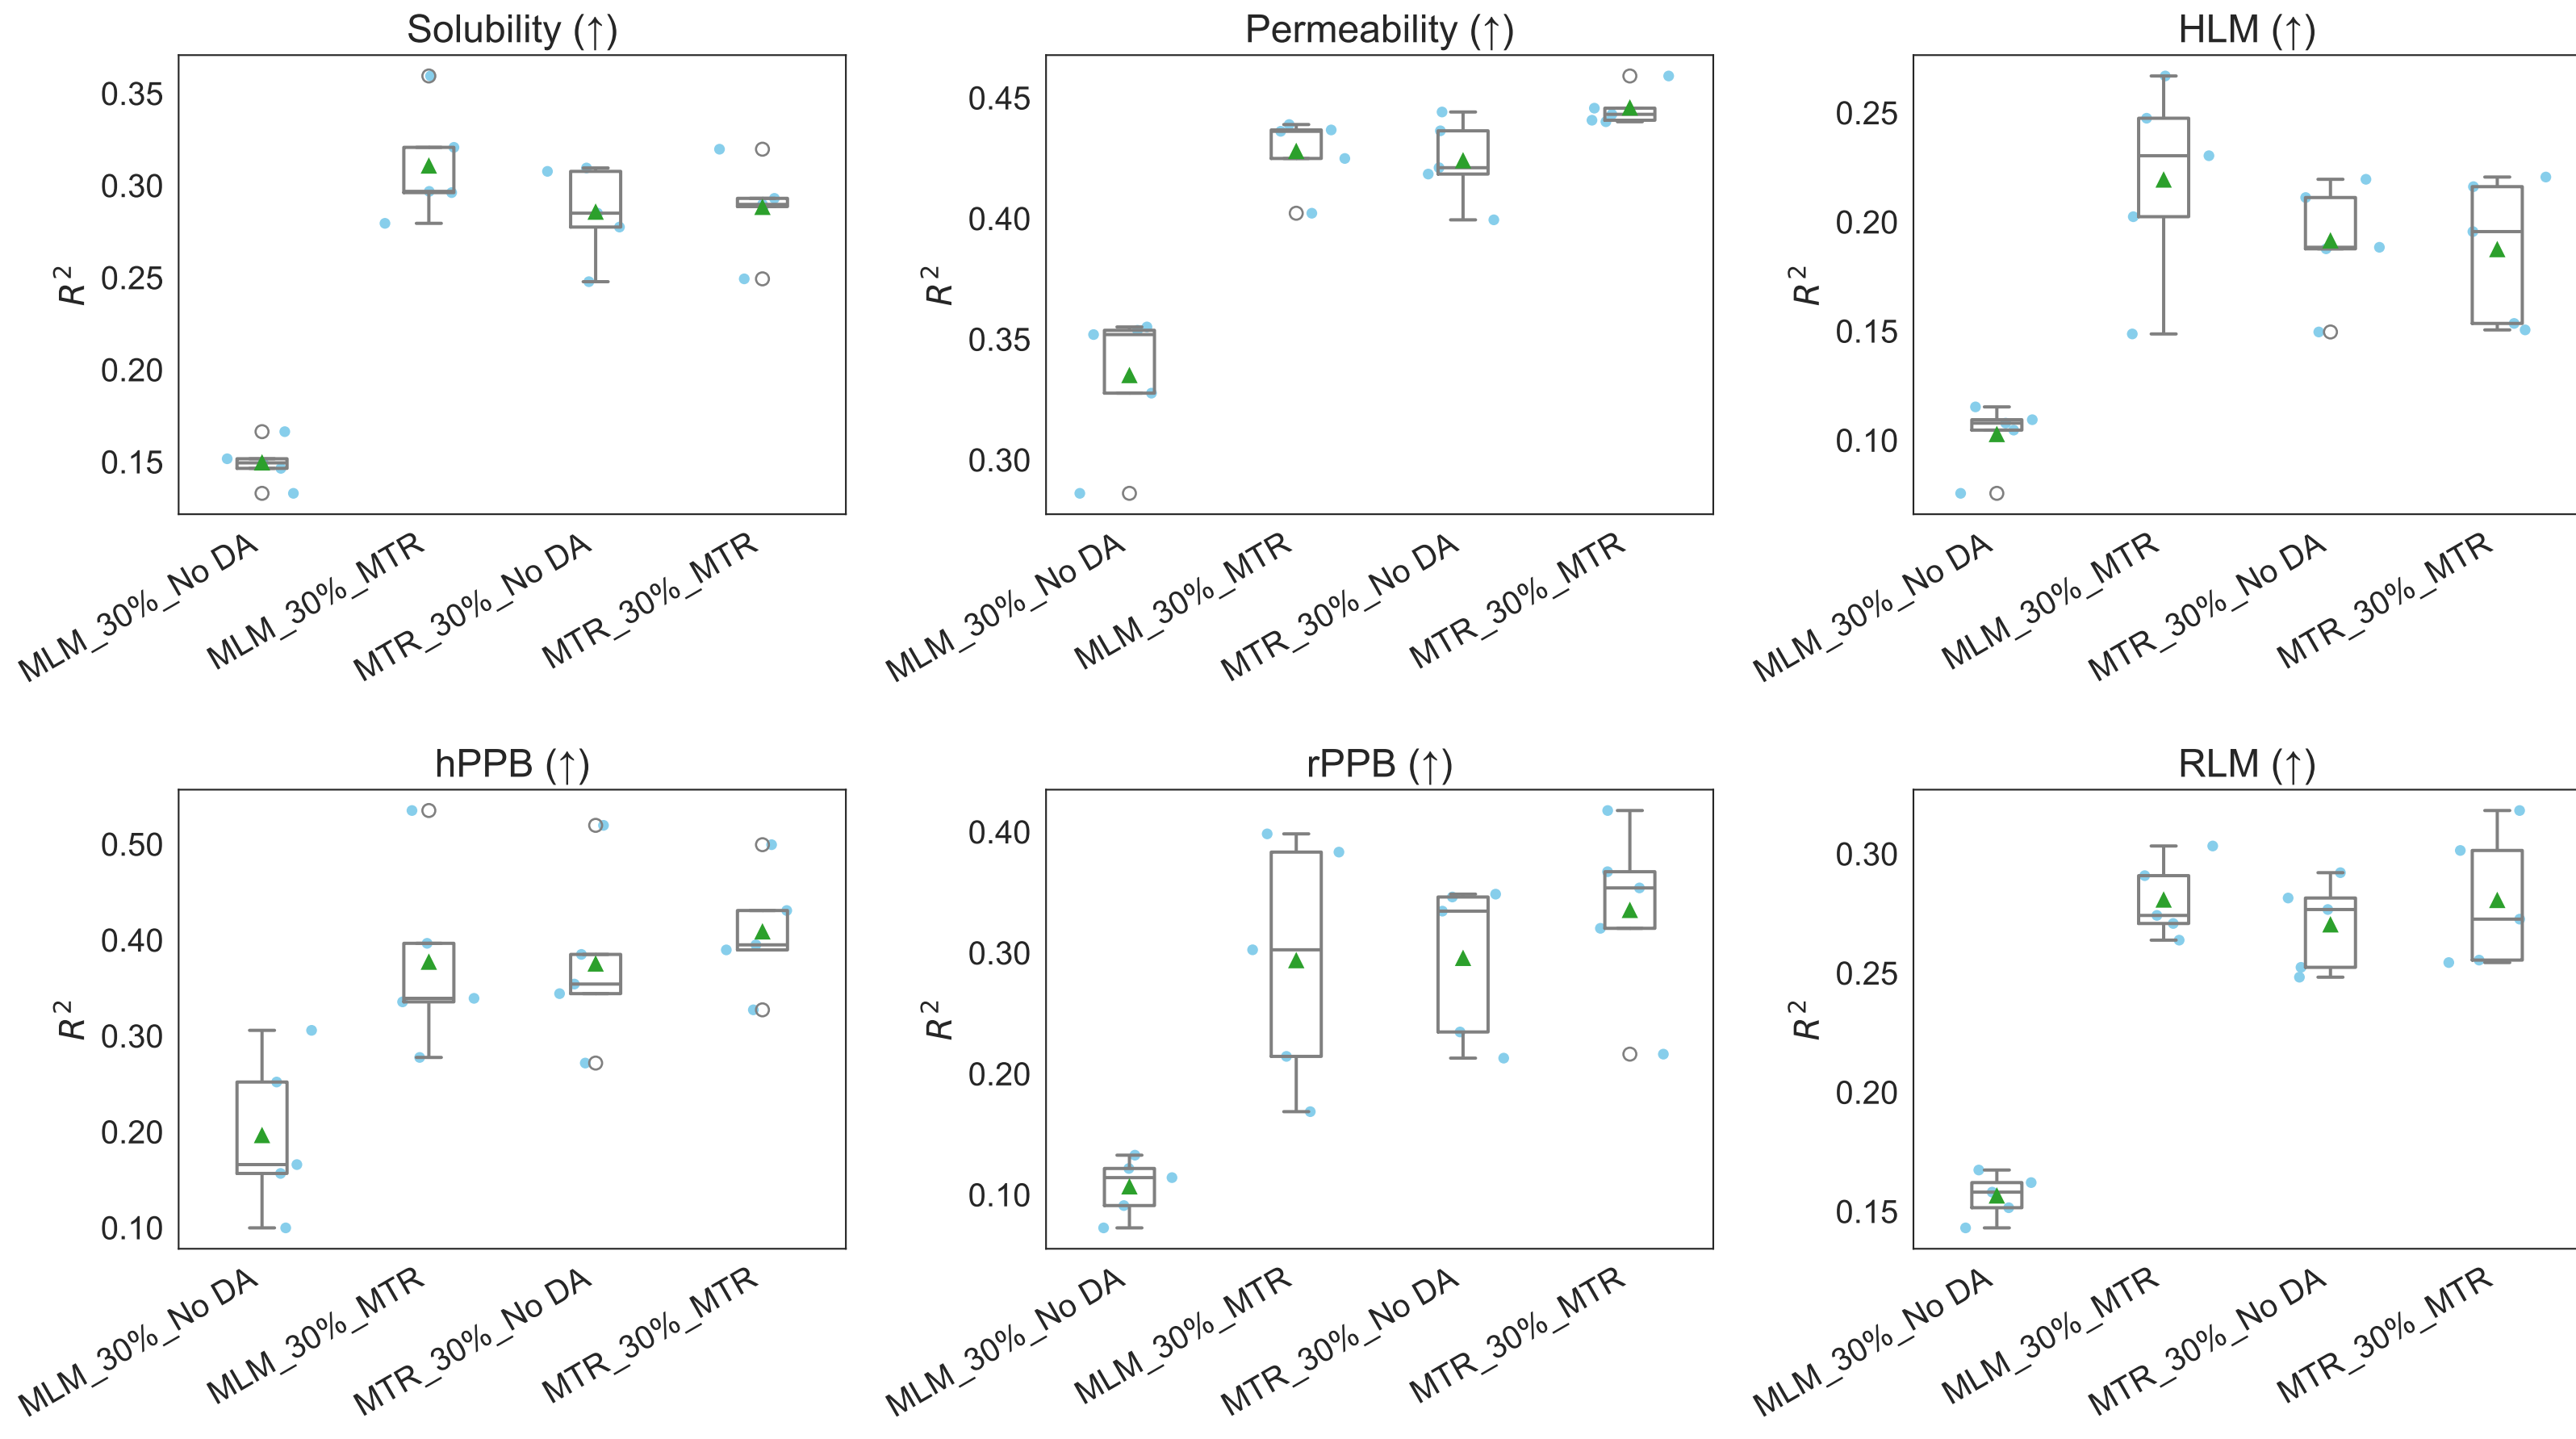 Solubility (↑)
R²
0.35
0.30
0.25
0.20
0.15
MLM_30%_No DA
MLM_30%_MTR
MTR_30%_No DA
MTR_30%_MTR
Permeability (↑)
R²
0.45
0.40
0.35
0.30
MLM_30%_No DA
MLM_30%_MTR
MTR_30%_No DA
MTR_30%_MTR
HLM (↑)
R²
0.25
0.20
0.15
0.10
MLM_30%_No DA
MLM_30%_MTR
MTR_30%_No DA
MTR_30%_MTR
hPPB (↑)
R²
0.50
0.40
0.30
0.20
0.10
MLM_30%_No DA
MLM_30%_MTR
MTR_30%_No DA
MTR_30%_MTR
rPPB (↑)
R²
0.40
0.30
0.20
0.10
MLM_30%_No DA
MLM_30%_MTR
MTR_30%_No DA
MTR_30%_MTR
RLM (↑)
R²
0.30
0.25
0.20
0.15
MLM_30%_No DA
MLM_30%_MTR
MTR_30%_No DA
MTR_30%_MTR